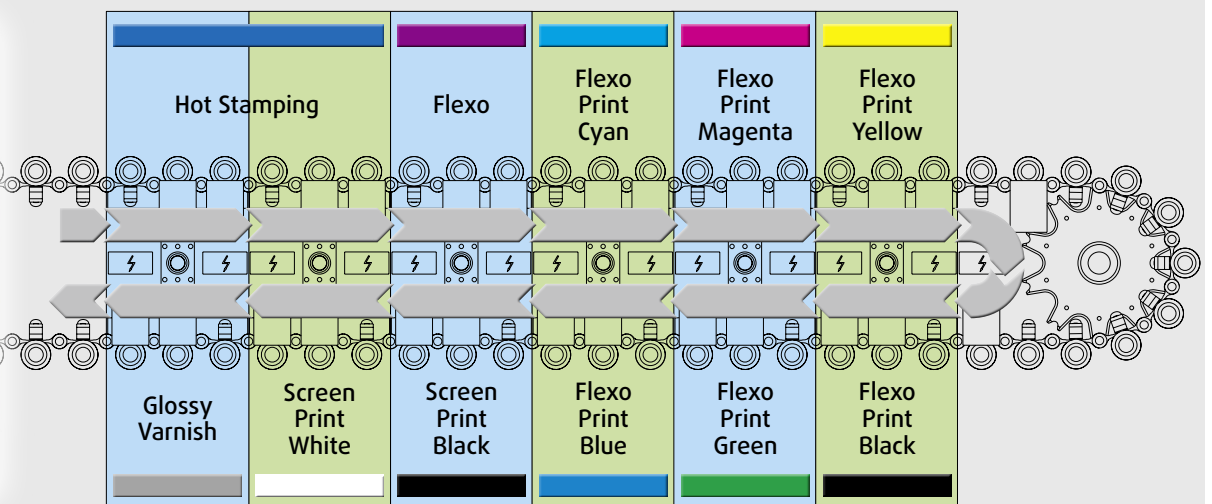 Hot Stamping
Flexo
Flexo
Print
Cyan
Flexo
Print
Magenta
Flexo
Print
Yellow
Glossy
Varnish
Screen
Print
White
Screen
Print
Black
Flexo
Print
Blue
Flexo
Print
Green
Flexo
Print
Black